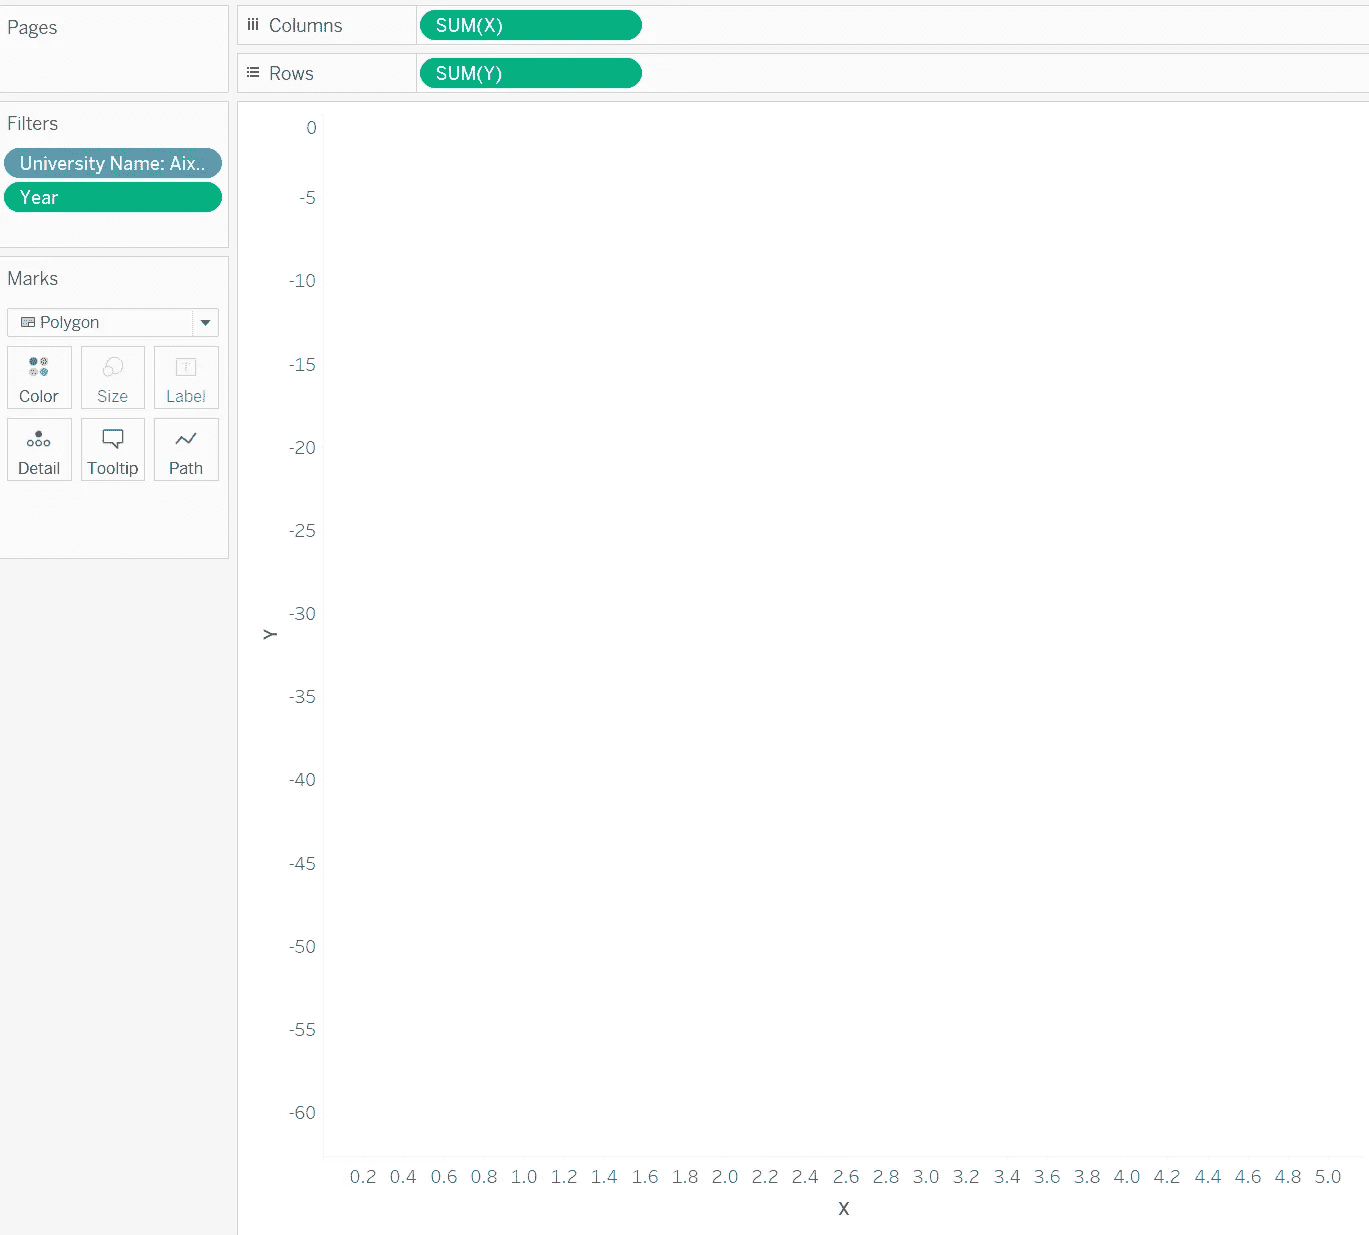 Pages
Columns SUM(X)
Rows SUM(Y)
Filters
University Name: Aix..
Year
Marks
Polygon
Color Size Label
Detail Tooltip Path
0
-5
-10
-15
-20
-25
-30
-35
-40
-45
-50
-55
-60
Y
0.2 0.4 0.6 0.8 1.0 1.2 1.4 1.6 1.8 2.0 2.2 2.4 2.6 2.8 3.0 3.2 3.4 3.6 3.8 4.0 4.2 4.4 4.6 4.8 5.0
X